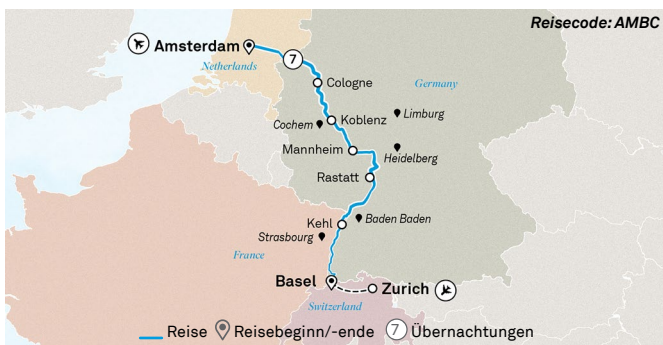 Reisecode: AMBC
Amsterdam
7
Netherlands
Cologne
Germany
Limburg
Koblenz
Cochem
Mannheim
Heidelberg
Rastatt
Baden Baden
Kehl
Strasbourg
France
Basel
Zurich
Switzerland
Reise Reisebeginn/-ende 7 Übernachtungen